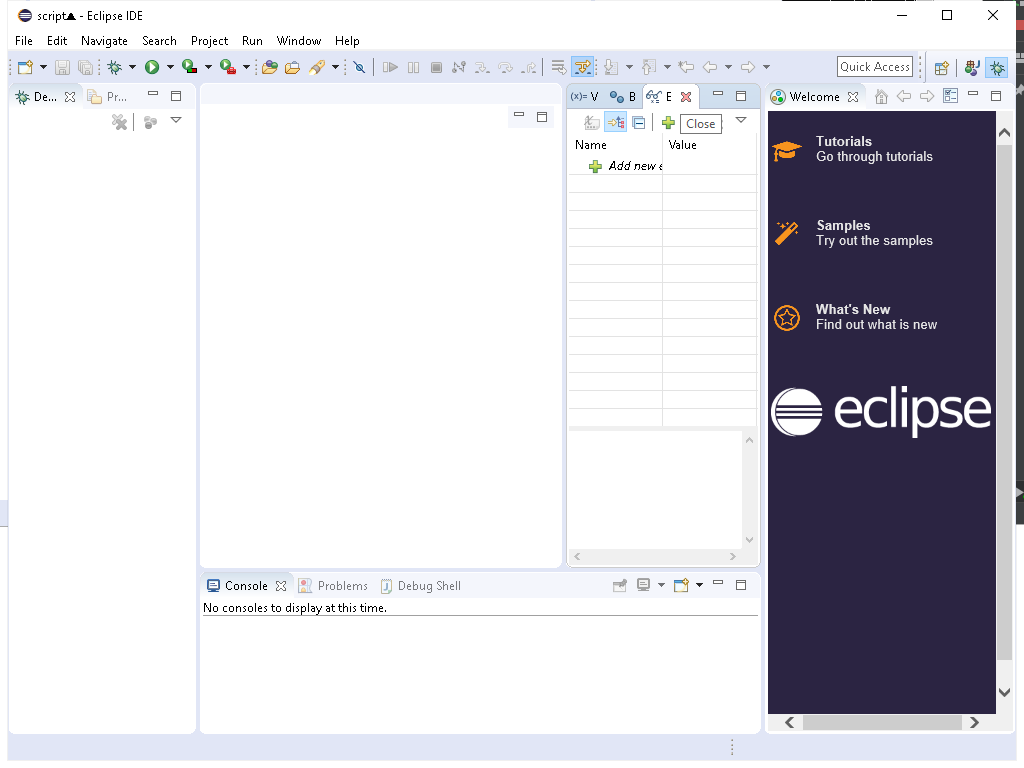 script▲ - Eclipse IDE
File Edit Navigate Search Project Run Window Help
Quick Access
De... Pr... (x)= V B E Welcome
Close
Name Value
Add new e
Tutorials
Go through tutorials
Samples
Try out the samples
What's New
Find out what is new
eclipse
Console Problems Debug Shell
No consoles to display at this time.